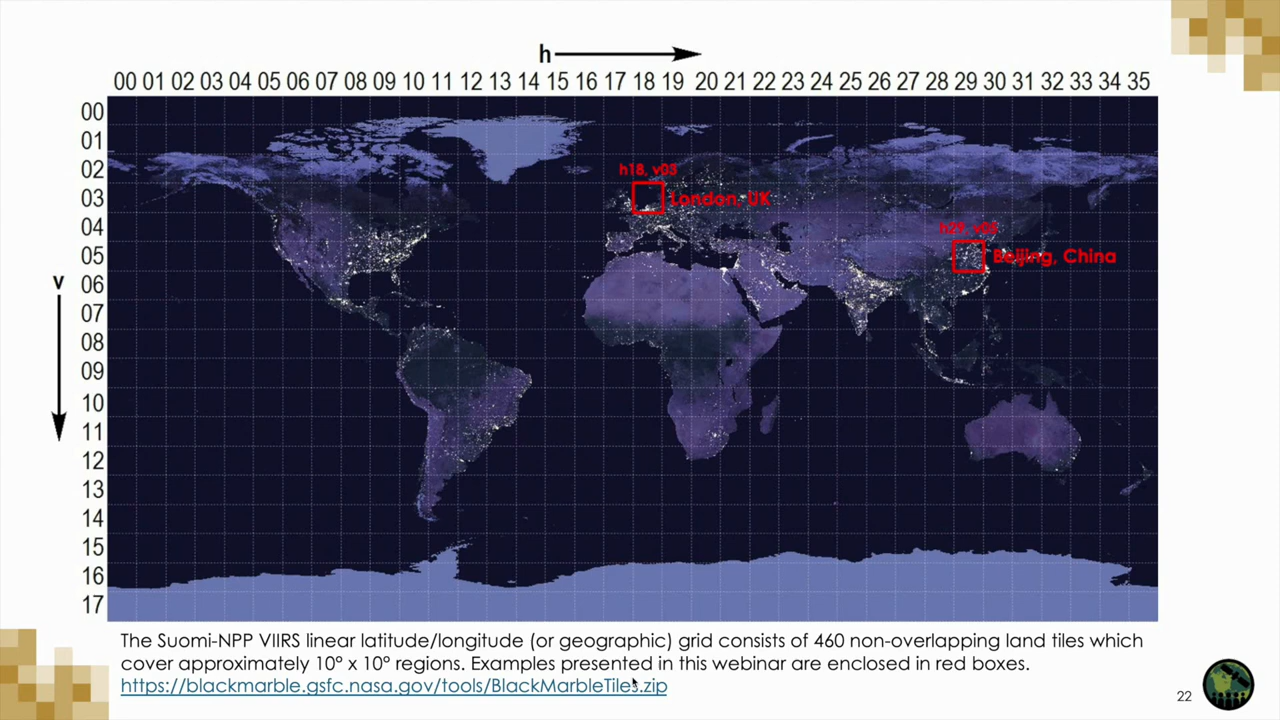 h
00 01 02 03 04 05 06 07 08 09 10 11 12 13 14 15 16 17 18 19 20 21 22 23 24 25 26 27 28 29 30 31 32 33 34 35
00
01
02
h18, v03
03
London, UK
04
h29, v05
05
Beijing, China
v
06
07
08
09
10
11
12
13
14
15
16
17
The Suomi-NPP VIIRS linear latitude/longitude (or geographic) grid consists of 460 non-overlapping land tiles which
cover approximately 10° x 10° regions. Examples presented in this webinar are enclosed in red boxes.
https://blackmarble.gsfc.nasa.gov/tools/BlackMarbleTiles.zip
22